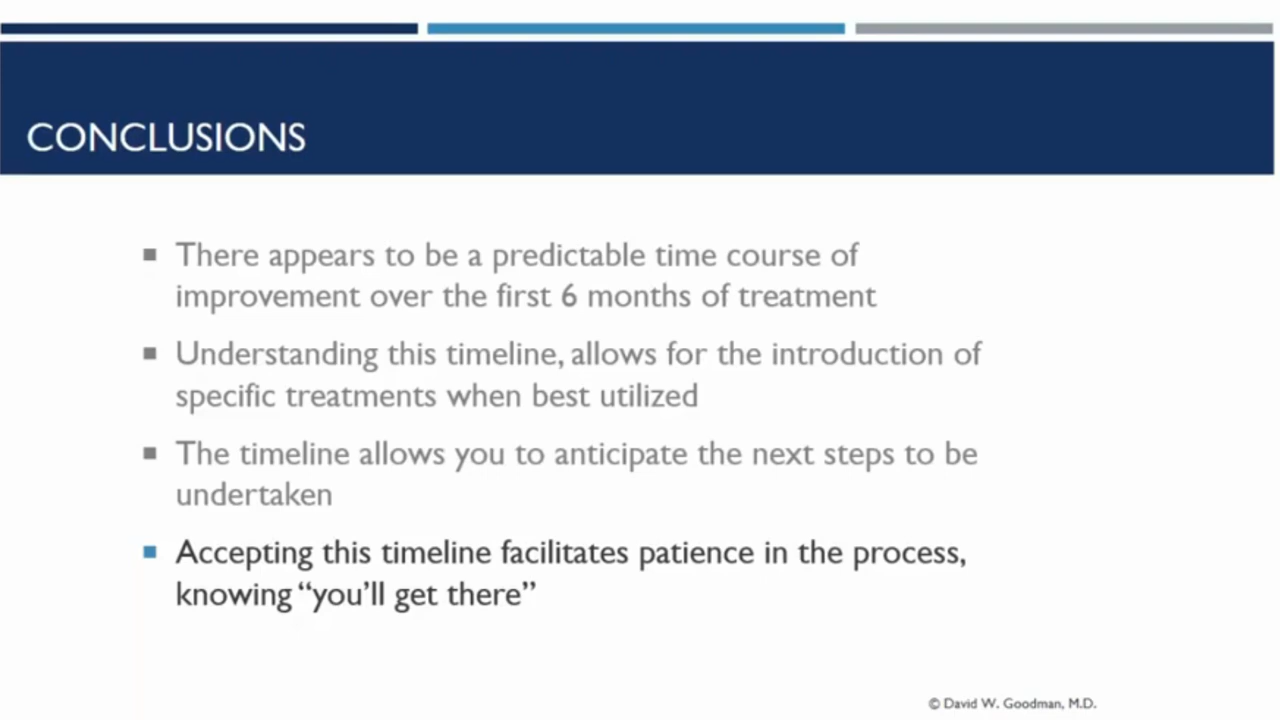 CONCLUSIONS
There appears to be a predictable time course of
improvement over the first 6 months of treatment
Understanding this timeline, allows for the introduction of
specific treatments when best utilized
The timeline allows you to anticipate the next steps to be
undertaken
Accepting this timeline facilitates patience in the process,
knowing “you’ll get there”
© David W. Goodman, M.D.